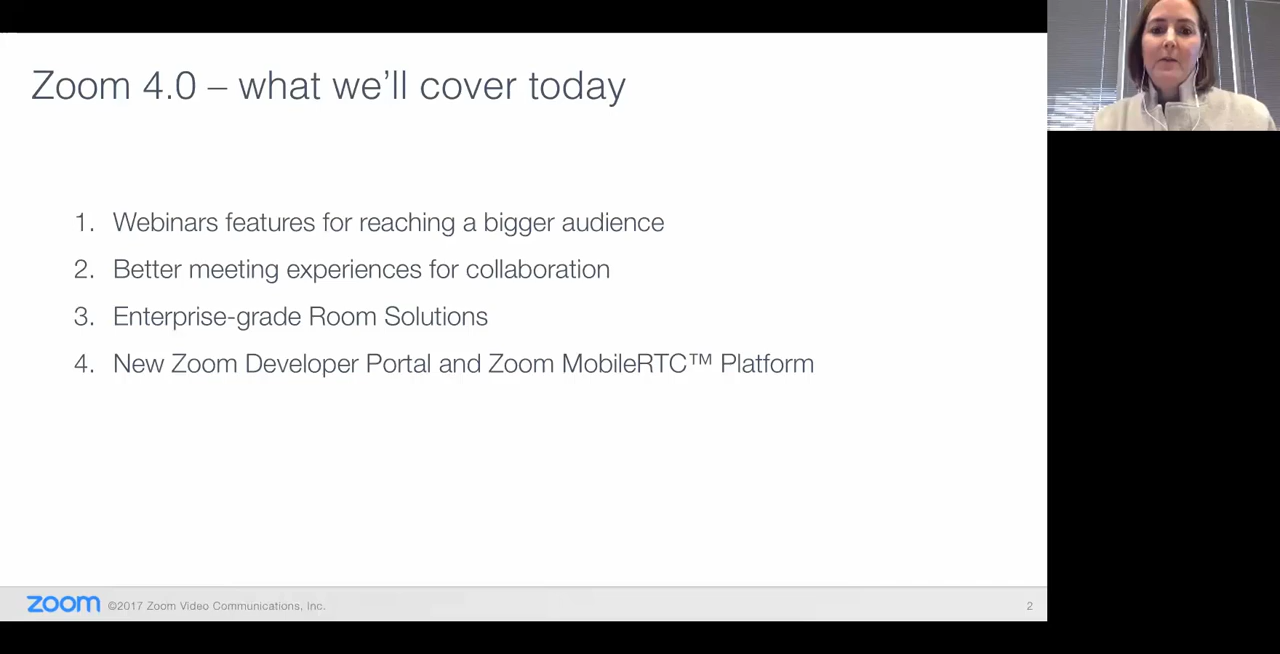 Zoom 4.0 – what we’ll cover today
1. Webinars features for reaching a bigger audience
2. Better meeting experiences for collaboration
3. Enterprise-grade Room Solutions
4. New Zoom Developer Portal and Zoom MobileRTC™ Platform
zoom ©2017 Zoom Video Communications, Inc. 2